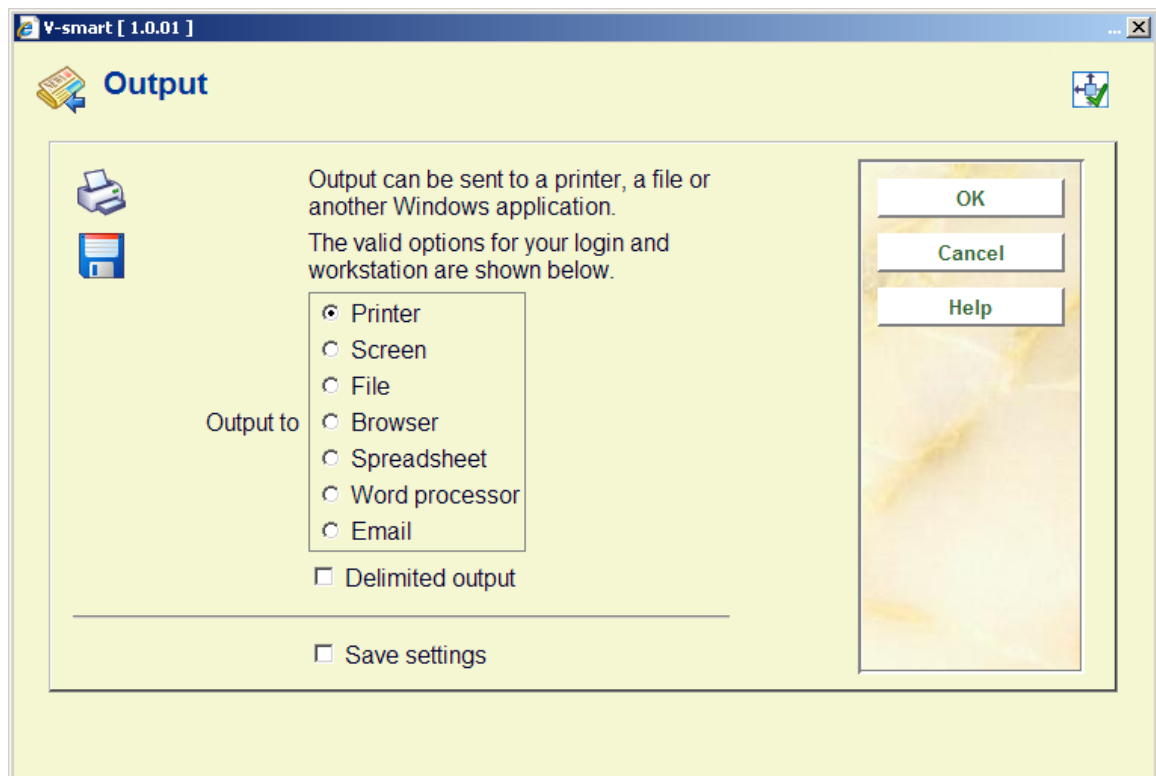 V-smart [ 1.0.01 ]
...
Output
Output can be sent to a printer, a file or
another Windows application.
The valid options for your login and
workstation are shown below.
Output to
Printer
Screen
File
Browser
Spreadsheet
Word processor
Email
Delimited output
Save settings
OK
Cancel
Help